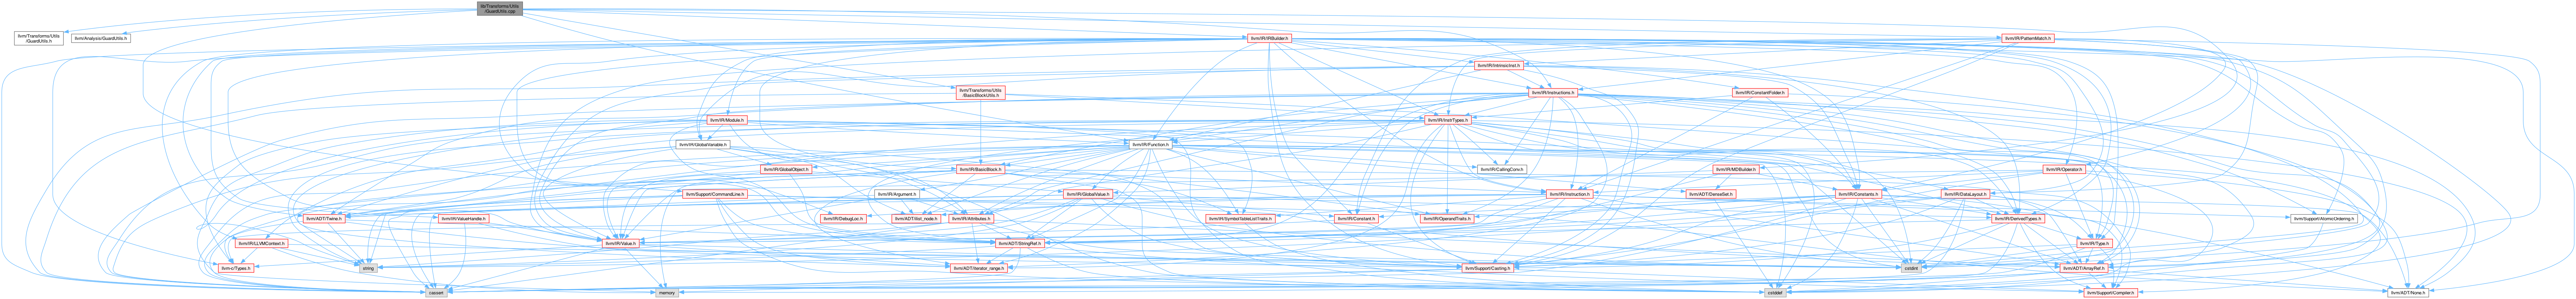 lib/Transforms/Utils
/GuardUtils.cpp
llvm/Transforms/Utils
/GuardUtils.h
llvm/Analysis/GuardUtils.h
llvm/IR/IRBuilder.h
llvm/IR/PatternMatch.h
llvm/IR/IntrinsicInst.h
llvm/Transforms/Utils
/BasicBlockUtils.h
llvm/IR/Instructions.h
llvm/IR/ConstantFolder.h
llvm/IR/Module.h
llvm/IR/InstrTypes.h
llvm/IR/GlobalVariable.h
llvm/IR/Function.h
llvm/IR/GlobalObject.h
llvm/IR/BasicBlock.h
llvm/IR/CallingConv.h
llvm/IR/MDBuilder.h
llvm/IR/Operator.h
llvm/Support/CommandLine.h
llvm/IR/Argument.h
llvm/IR/GlobalValue.h
llvm/IR/Instruction.h
llvm/ADT/DenseSet.h
llvm/IR/Constants.h
llvm/IR/DataLayout.h
llvm/ADT/Twine.h
llvm/IR/ValueHandle.h
llvm/IR/DebugLoc.h
llvm/ADT/ilist_node.h
llvm/IR/Attributes.h
llvm/IR/SymbolTableListTraits.h
llvm/IR/Constant.h
llvm/IR/OperandTraits.h
llvm/IR/DerivedTypes.h
llvm/Support/AtomicOrdering.h
llvm/IR/LLVMContext.h
llvm/IR/Value.h
llvm/ADT/StringRef.h
llvm/IR/Type.h
llvm-c/Types.h
string
llvm/ADT/iterator_range.h
llvm/Support/Casting.h
cstdint
llvm/ADT/ArrayRef.h
cassert
memory
cstddef
llvm/Support/Compiler.h
llvm/ADT/None.h